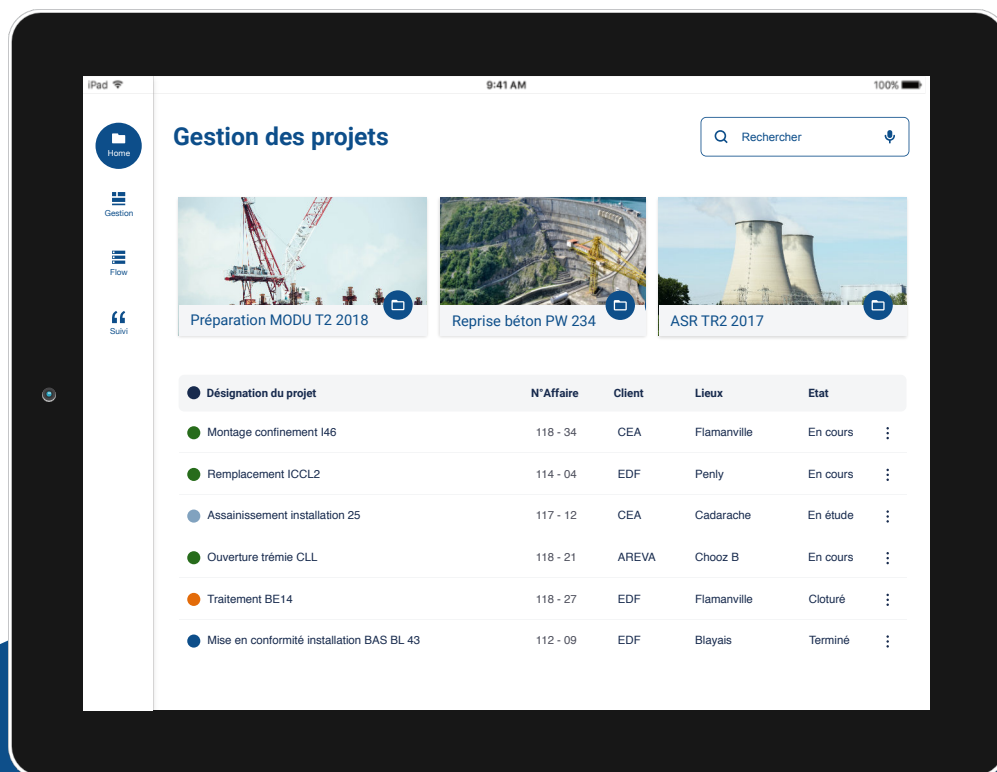 iPad 9:41 AM 100%
Home
Gestion
Flow
Suivi
Gestion des projets
Rechercher
Préparation MODU T2 2018
Reprise béton PW 234
ASR TR2 2017
Désignation du projet N°Affaire Client Lieux Etat
Montage confinement I46 118 - 34 CEA Flamanville En cours
Remplacement ICCL2 114 - 04 EDF Penly En cours
Assainissement installation 25 117 - 12 CEA Cadarache En étude
Ouverture trémie CLL 118 - 21 AREVA Chooz B En cours
Traitement BE14 118 - 27 EDF Flamanville Cloturé
Mise en conformité installation BAS BL 43 112 - 09 EDF Blayais Terminé